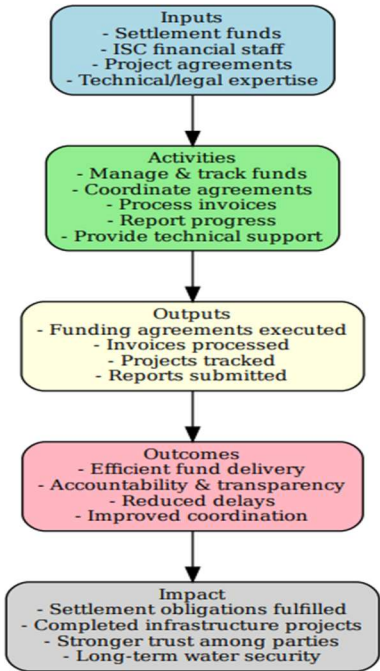 Inputs
- Settlement funds
- ISC financial staff
- Project agreements
- Technical/legal expertise
Activities
- Manage & track funds
- Coordinate agreements
- Process invoices
- Report progress
- Provide technical support
Outputs
- Funding agreements executed
- Invoices processed
- Projects tracked
- Reports submitted
Outcomes
- Efficient fund delivery
- Accountability & transparency
- Reduced delays
- Improved coordination
Impact
- Settlement obligations fulfilled
- Completed infrastructure projects
- Stronger trust among parties
- Long-term water security